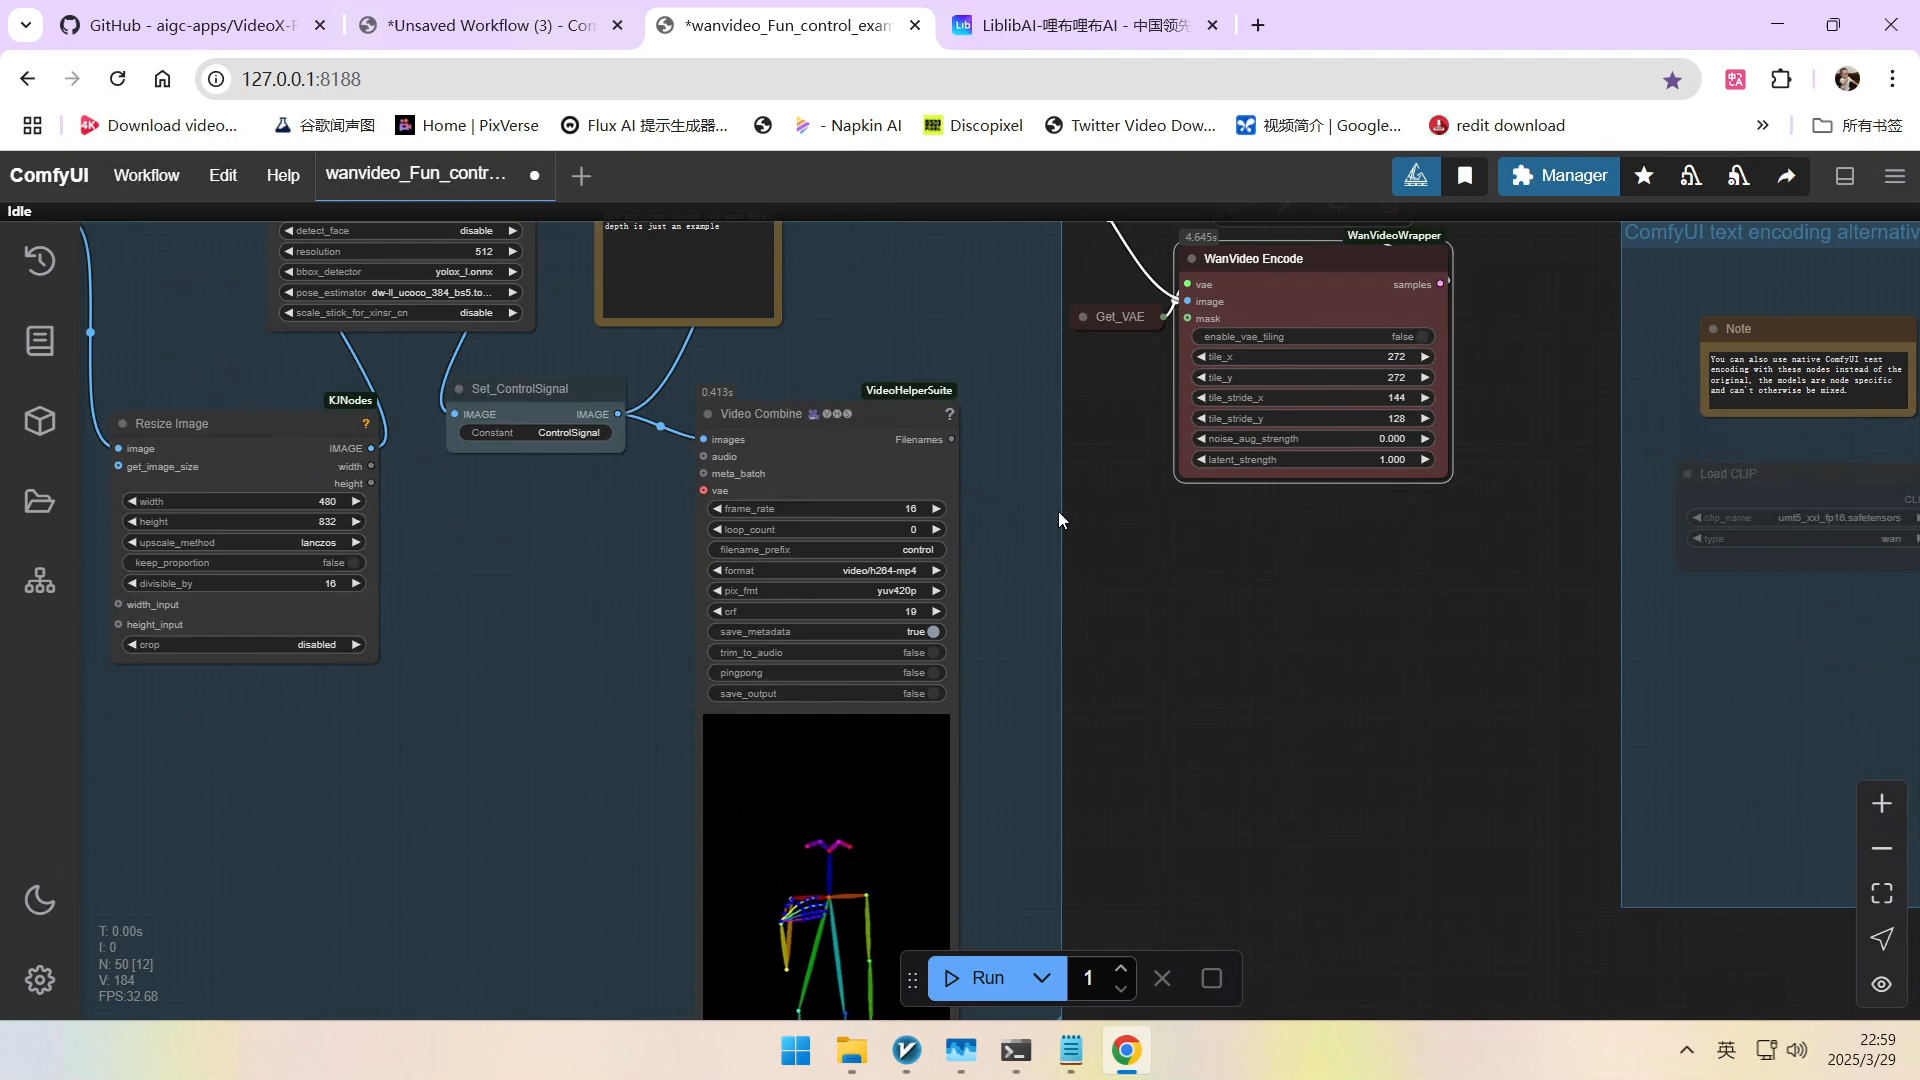 GitHub - aigc-apps/VideoX-F
*Unsaved Workflow (3) - Com
*wanvideo_Fun_control_exam
LiblibAI-哩布哩布AI - 中国领先
127.0.0.1:8188
Download video...
谷歌闻声图
Home | PixVerse
Flux AI 提示生成器...
- Napkin AI
Discopixel
Twitter Video Dow...
视频简介 | Google...
redit download
所有书签
ComfyUI
Workflow
Edit
Help
wanvideo_Fun_contr...
Manager
Idle
detect_face disable
resolution 512
bbox_detector yolox_l.onnx
pose_estimator dw-ll_ucoco_384_bs5.to...
scale_stick_for_xinsr_cn disable
depth is just an example
KJNodes
Resize Image ?
image IMAGE
get_image_size width
height
width 480
height 832
upscale_method lanczos
keep_proportion false
divisible_by 16
width_input
height_input
crop disabled
Set_ControlSignal
IMAGE IMAGE
Constant ControlSignal
0.413s
VideoHelperSuite
Video Combine ?
images Filenames
audio
meta_batch
vae
frame_rate 16
loop_count 0
filename_prefix control
format video/h264-mp4
pix_fmt yuv420p
crf 19
save_metadata true
trim_to_audio false
pingpong false
save_output false
4.645s
WanVideoWrapper
WanVideo Encode
vae samples
image
mask
enable_vae_tiling false
tile_x 272
tile_y 272
tile_stride_x 144
tile_stride_y 128
noise_aug_strength 0.000
latent_strength 1.000
Get_VAE
ComfyUI text encoding alternativ
Note
You can also use native ComfyUI text
encoding with these nodes instead of the
original, the models are node specific
and can't otherwise be mixed.
Load CLIP
CLI
clip_name umt5_xxl_fp16.safetensors
type wan
T: 0.00s
I: 0
N: 50 [12]
V: 184
FPS:32.68
Run
1
英
22:59
2025/3/29